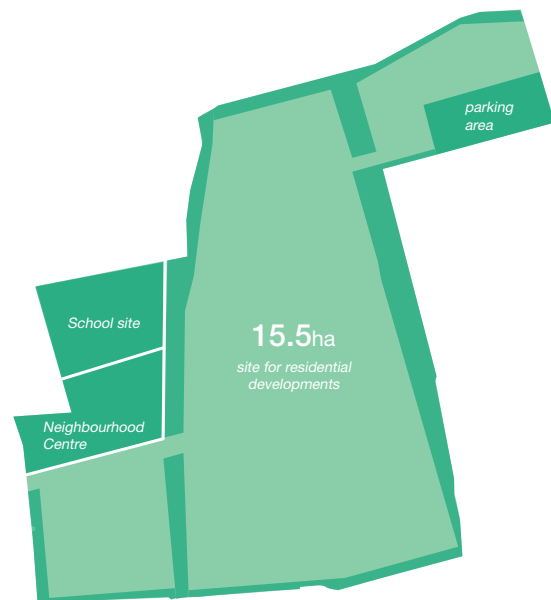 parking
area
School site
15.5ha
site for residential
developments
Neighbourhood
Centre